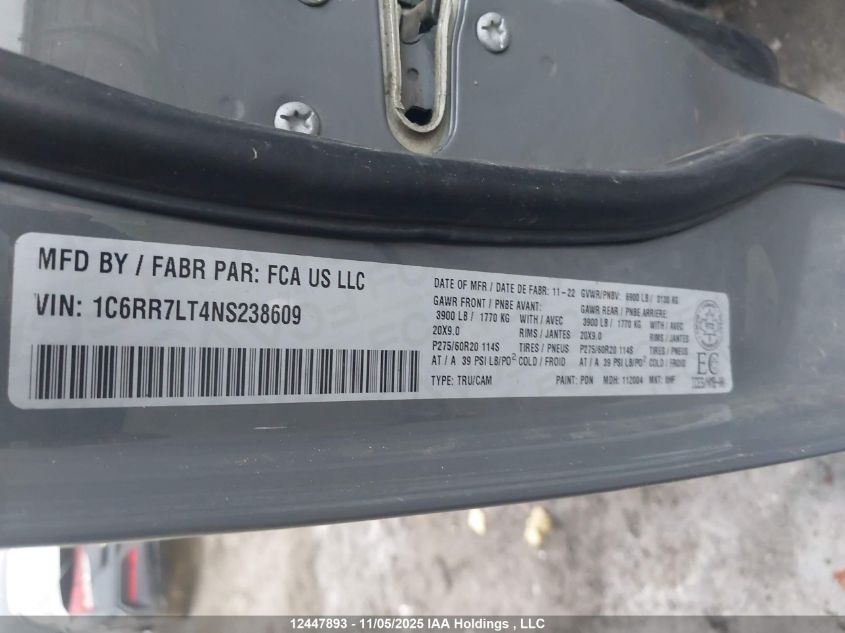 MFD BY / FABR PAR: FCA US LLC
VIN: 1C6RR7LT4NS238609
DATE OF MFR / DATE DE FABR: 11-22 GVWR/PNBV: 6900 LB / 3130 KG
GAWR FRONT / PNBE AVANT: GAWR REAR / PNBE ARRIERE:
3900 LB / 1770 KG WITH / AVEC 3900 LB / 1770 KG WITH / AVEC
20X9.0 RIMS / JANTES 20X9.0 RIMS / JANTES
P275/60R20 114S TIRES / PNEUS P275/60R20 114S TIRES / PNEUS
AT / A 39 PSI LB/PO² COLD / FROID AT / A 39 PSI LB/PO² COLD / FROID
TYPE: TRU/CAM PAINT: PDN MDH: 112004 MKT:
EC
12447893 - 11/05/2025 IAA Holdings , LLC